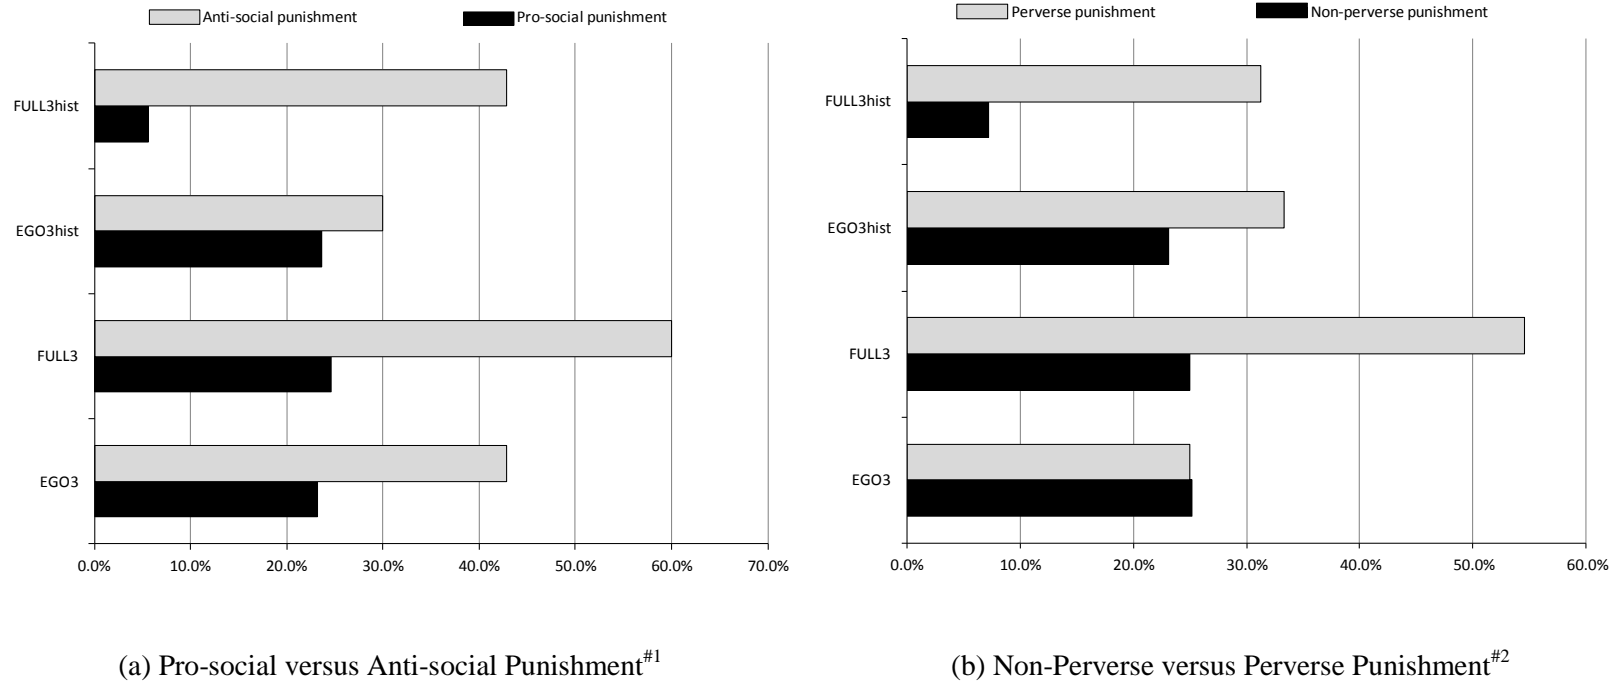 Anti-social punishment Pro-social punishment
FULL3hist
EGO3hist
FULL3
EGO3
0.0% 10.0% 20.0% 30.0% 40.0% 50.0% 60.0% 70.0%
(a) Pro-social versus Anti-social Punishment#1
Perverse punishment Non-perverse punishment
FULL3hist
EGO3hist
FULL3
EGO3
0.0% 10.0% 20.0% 30.0% 40.0% 50.0% 60.0%
(b) Non-Perverse versus Perverse Punishment#2